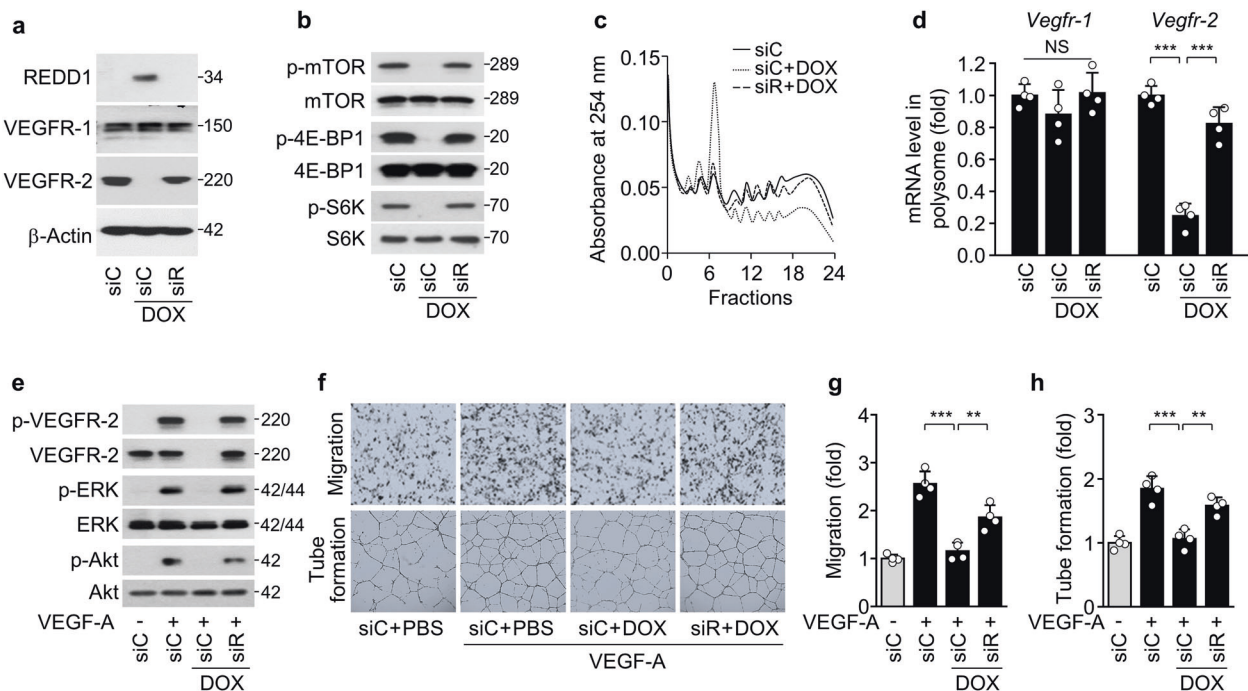 a
REDD1
34
VEGFR-1
150
VEGFR-2
220
β-Actin
42
siC
siC
siR
DOX
b
p-mTOR
289
mTOR
289
p-4E-BP1
20
4E-BP1
20
p-S6K
70
S6K
70
siC
siC
siR
DOX
c
siC
siC+DOX
siR+DOX
Absorbance at 254 nm
0.15
0.10
0.05
0.00
0 6 12 18 24
Fractions
d
Vegfr-1 Vegfr-2
NS *** ***
mRNA level in
polysome (fold)
1.2
1.0
0.8
0.6
0.4
0.2
0.0
siC siC siR siC siC siR
DOX DOX
e
p-VEGFR-2
220
VEGFR-2
220
p-ERK
42/44
ERK
42/44
p-Akt
42
Akt
42
VEGF-A - + + +
siC siC siC siR
DOX
f
Migration
Tube
formation
siC+PBS siC+PBS siC+DOX siR+DOX
VEGF-A
g
*** **
Migration (fold)
4
3
2
1
0
VEGF-A - + + +
siC siC siC siR
DOX
h
*** **
Tube formation (fold)
3
2
1
0
VEGF-A - + + +
siC siC siC siR
DOX